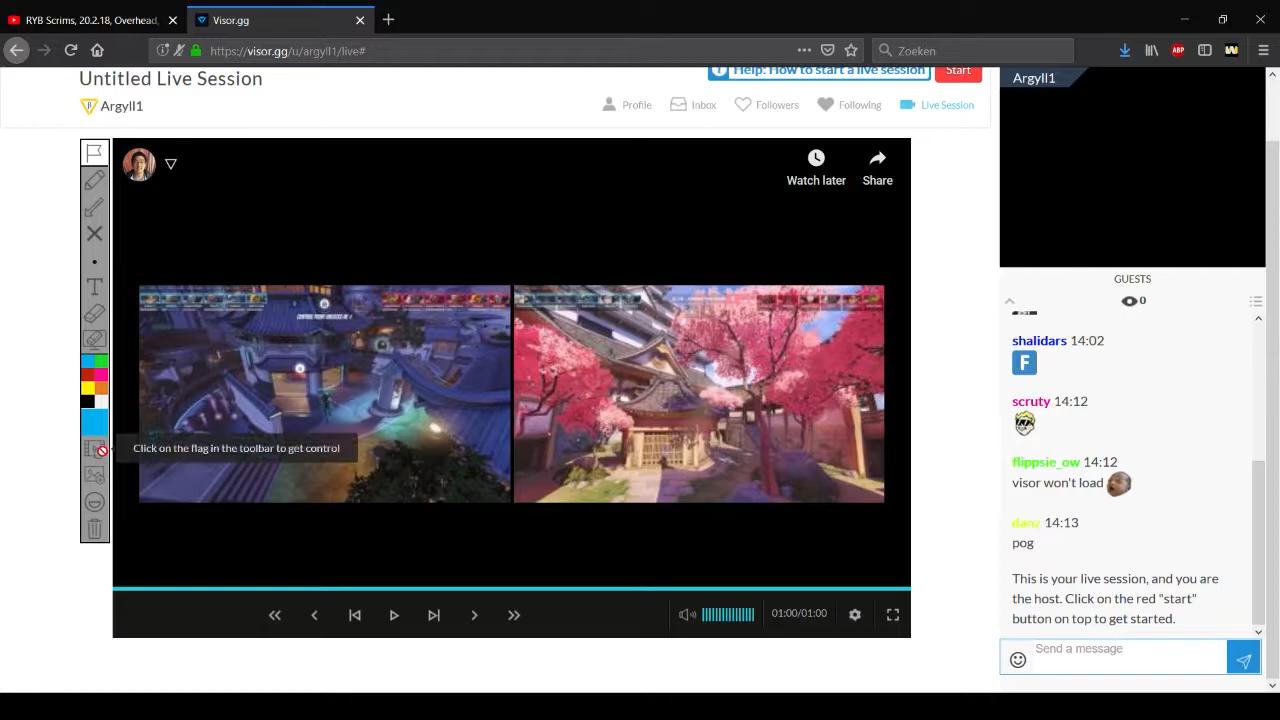 RYB Scrims, 20.2.18, Overhead,
Visor.gg
https://visor.gg/u/argyll1/live#
Zoeken
ABP
Untitled Live Session
Help: How to start a live session
Start
Argyll1
Argyll1
Profile
Inbox
Followers
Following
Live Session
Watch later
Share
T
Click on the flag in the toolbar to get control
01:00/01:00
GUESTS
0
shalidars 14:02
F
scruty 14:12
flippsie_ow 14:12
visor won't load
danz 14:13
pog
This is your live session, and you are
the host. Click on the red "start"
button on top to get started.
Send a message